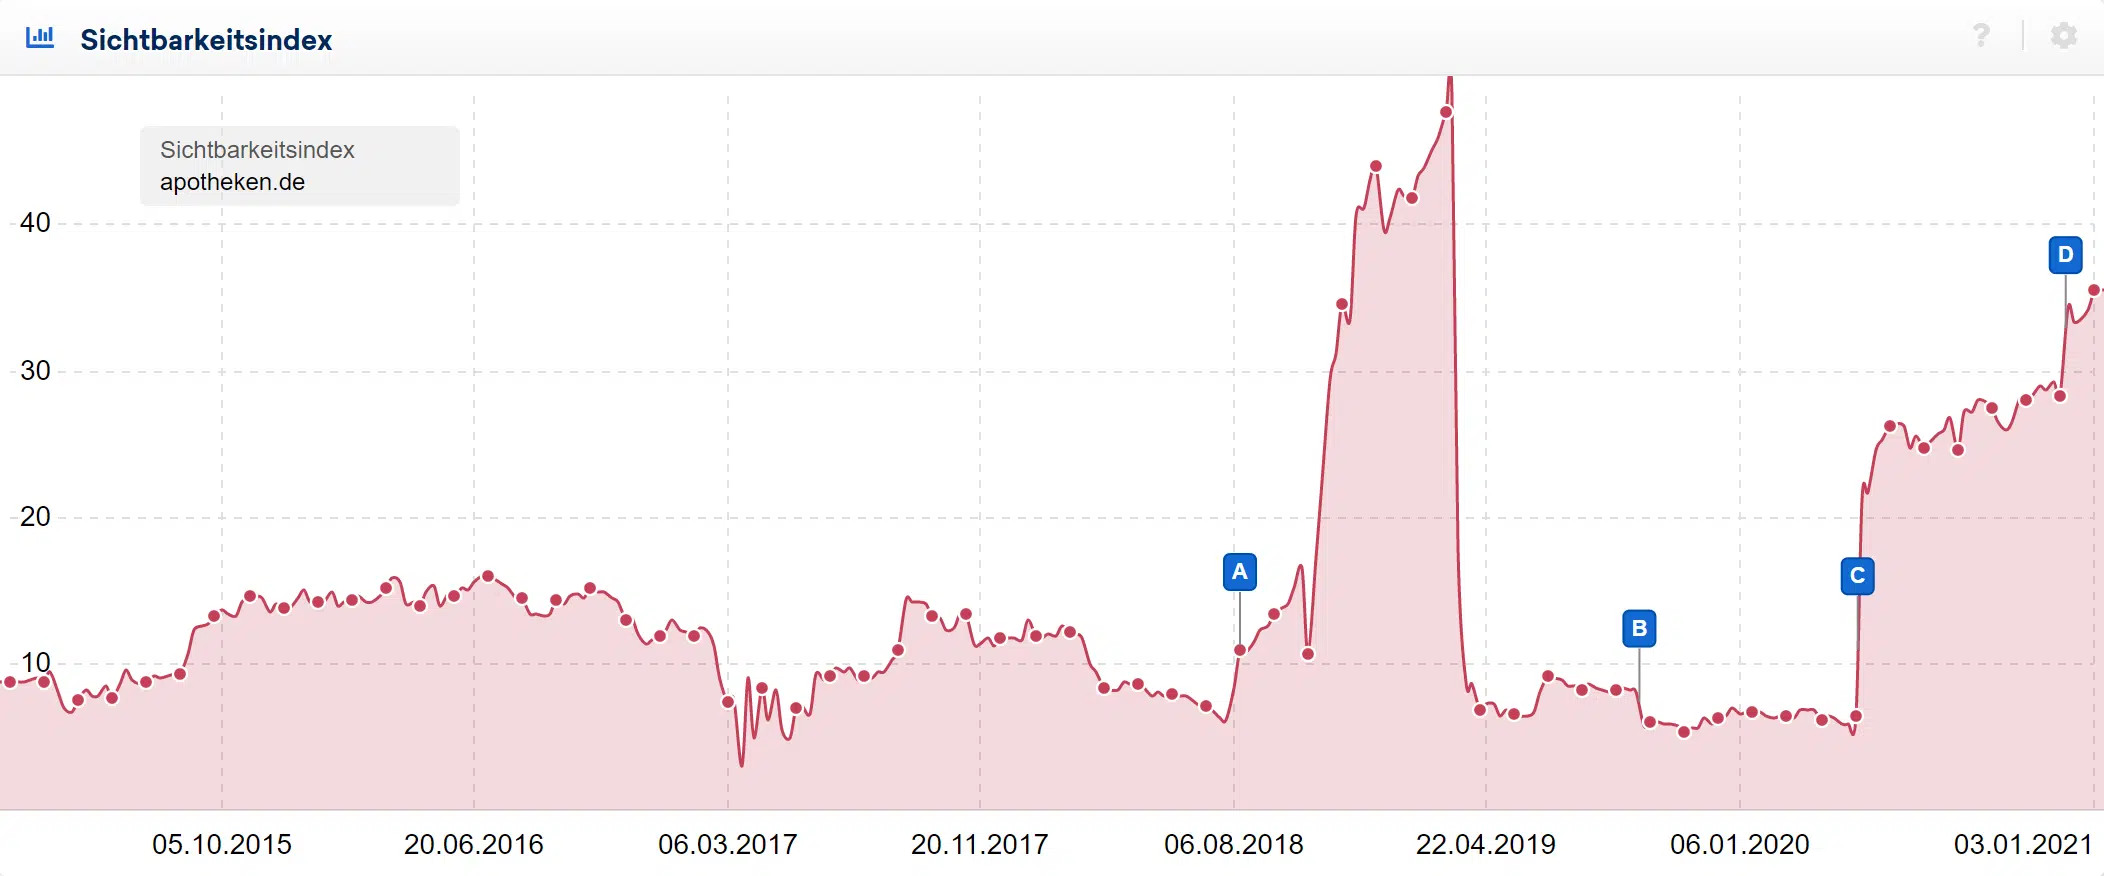 Sichtbarkeitsindex
?
Sichtbarkeitsindex
apotheken.de
40
30
20
10
A
B
C
D
05.10.2015
20.06.2016
06.03.2017
20.11.2017
06.08.2018
22.04.2019
06.01.2020
03.01.2021